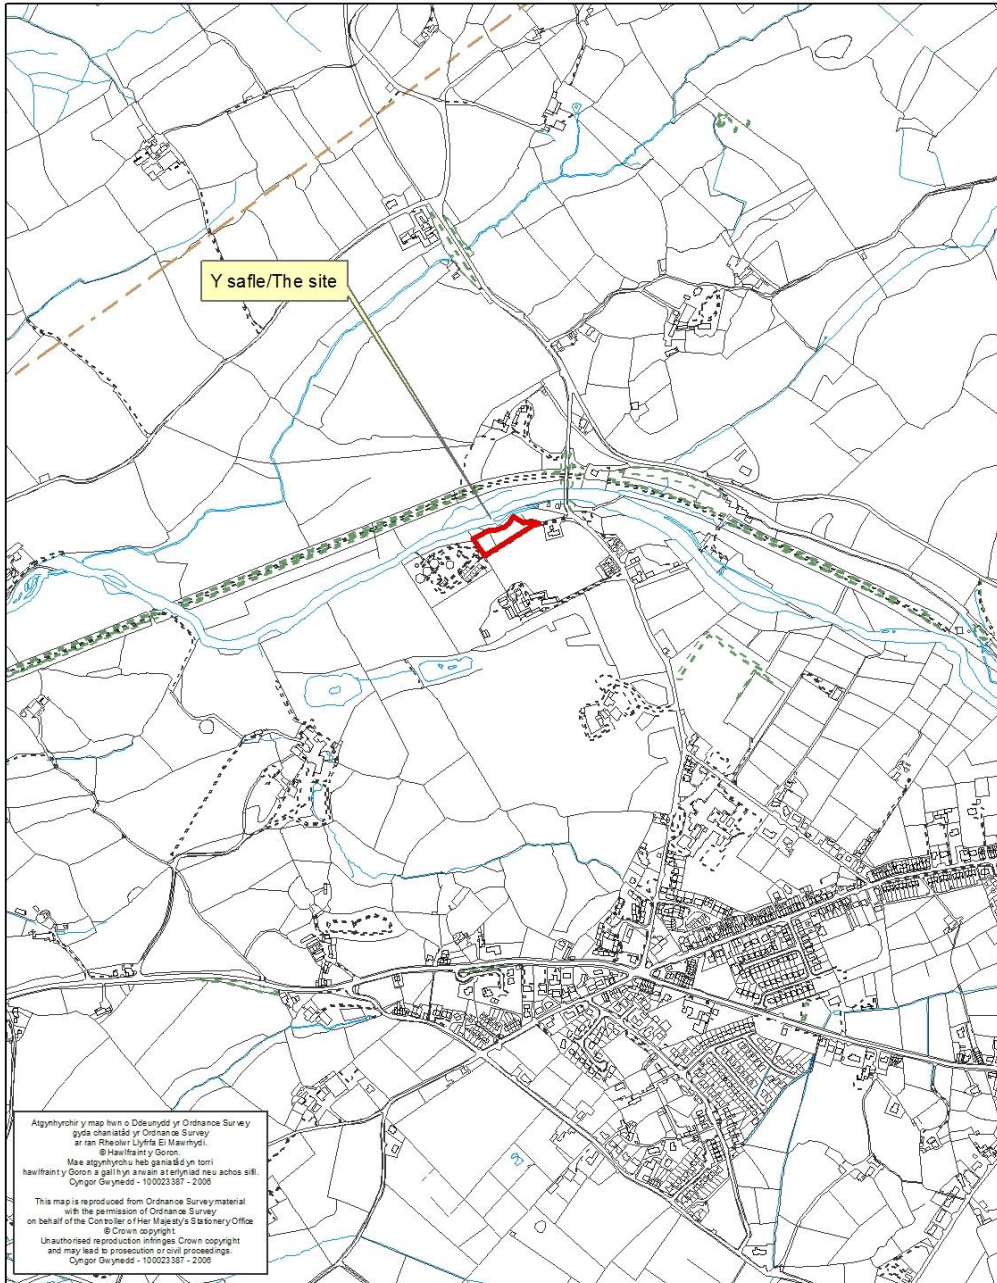 Y safle/The site
Atgynhyrchir y map hwn o Ddeunydd yr Ordnance Survey
gyda chaniatâd yr Ordnance Survey
ar ran Rheolwr Llyfrfa Ei Mawrhydi.
© Hawlfraint y Goron.
Mae atgynhyrchu heb ganiatâd yn torri
hawlfraint y Goron a gall hyn arwain at erlyniad neu achos sifil.
Cyngor Gwynedd - 100023387 - 2006
This map is reproduced from Ordnance Survey material
with the permission of Ordnance Survey
on behalf of the Controller of Her Majesty's Stationery Office
© Crown copyright.
Unauthorised reproduction infringes Crown copyright
and may lead to prosecution or civil proceedings.
Cyngor Gwynedd - 100023387 - 2006